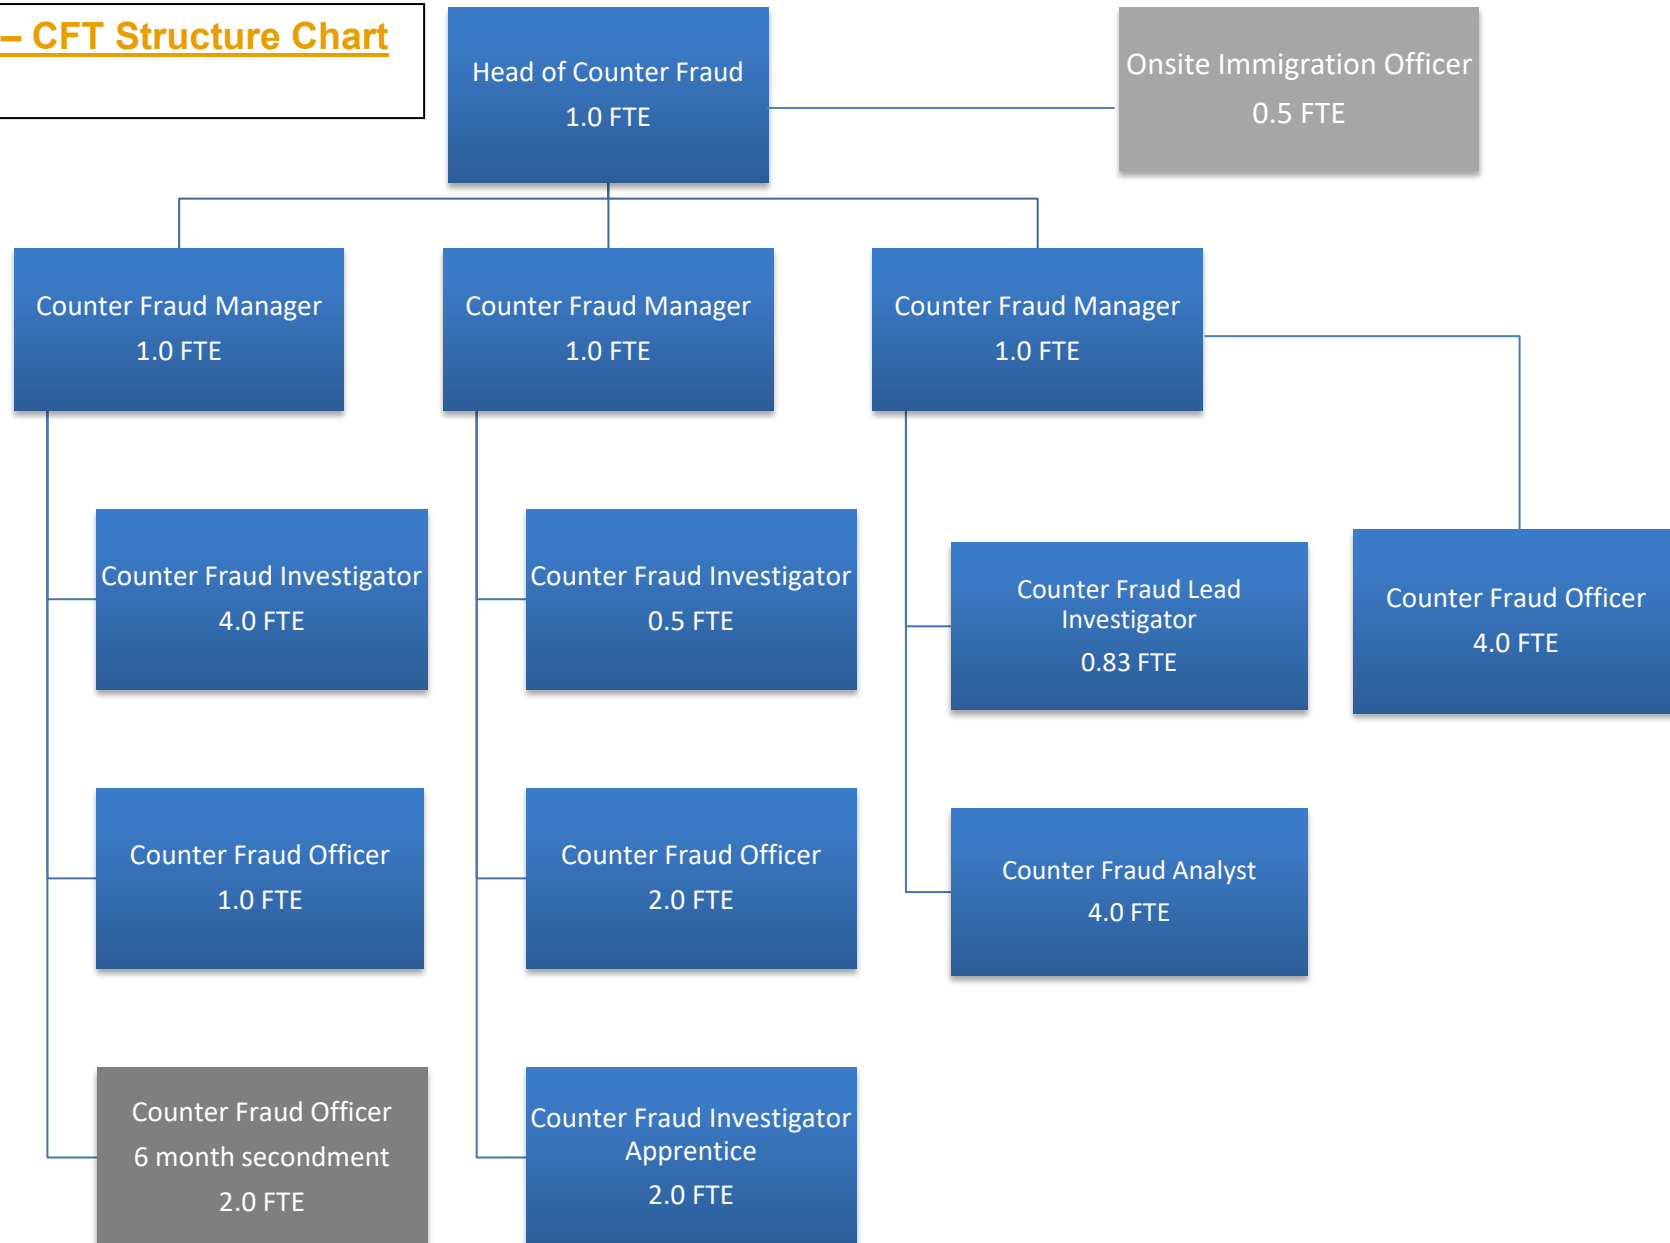 – CFT Structure Chart
Head of Counter Fraud
1.0 FTE
Onsite Immigration Officer
0.5 FTE
Counter Fraud Manager
1.0 FTE
Counter Fraud Manager
1.0 FTE
Counter Fraud Manager
1.0 FTE
Counter Fraud Investigator
4.0 FTE
Counter Fraud Investigator
0.5 FTE
Counter Fraud Lead
Investigator
0.83 FTE
Counter Fraud Officer
4.0 FTE
Counter Fraud Officer
1.0 FTE
Counter Fraud Officer
2.0 FTE
Counter Fraud Analyst
4.0 FTE
Counter Fraud Officer
6 month secondment
2.0 FTE
Counter Fraud Investigator
Apprentice
2.0 FTE